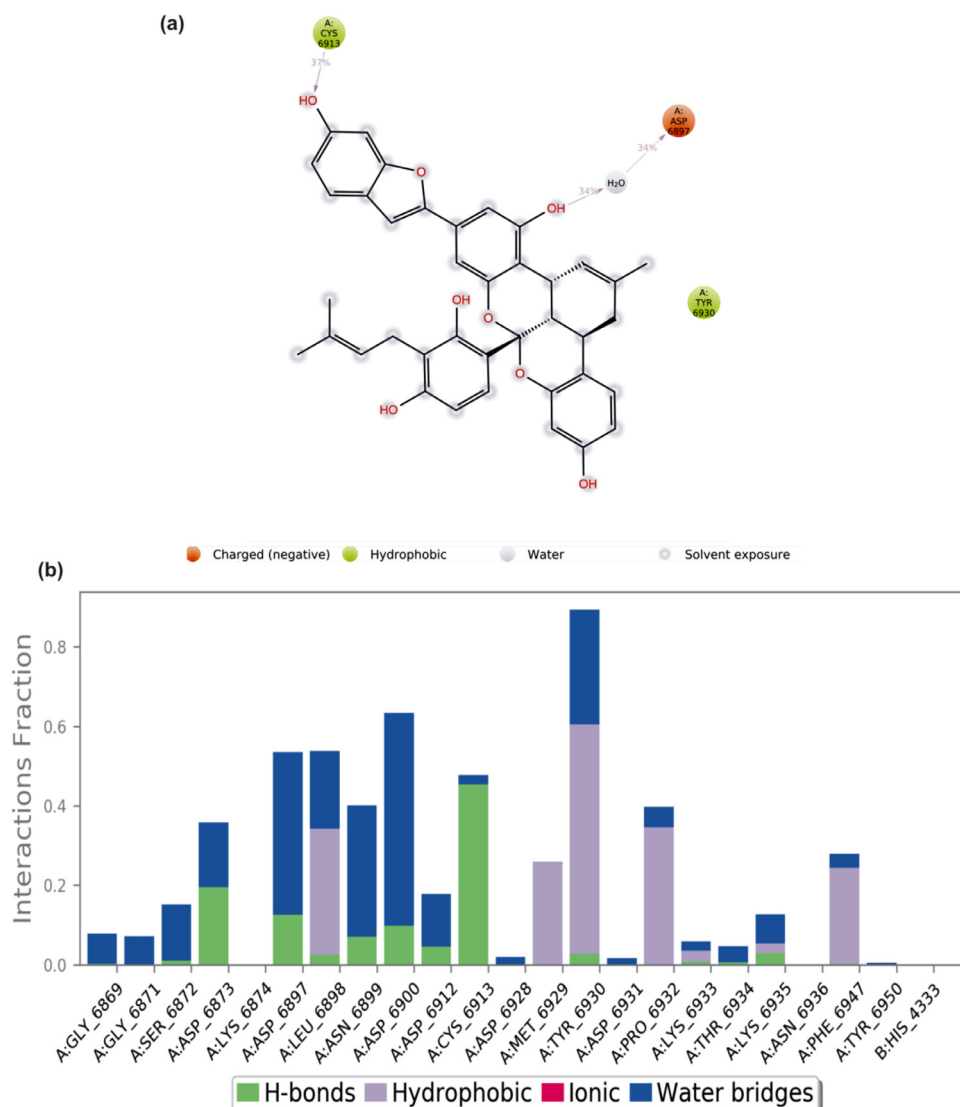 (a)
A:
CYS
6913
37%
HO
A:
ASP
6897
34%
H₂O
34%
OH
O
A:
TYR
6930
OH
O
O
HO
OH
Charged (negative)
Hydrophobic
Water
Solvent exposure
(b)
Interactions Fraction
0.8
0.6
0.4
0.2
0.0
A:GLY_6869
A:GLY_6871
A:SER_6872
A:ASP_6873
A:LYS_6874
A:ASP_6897
A:LEU_6898
A:ASN_6899
A:ASP_6900
A:ASP_6912
A:CYS_6913
A:ASP_6928
A:MET_6929
A:TYR_6930
A:ASP_6931
A:PRO_6932
A:LYS_6933
A:THR_6934
A:LYS_6935
A:ASN_6936
A:PHE_6947
A:TYR_6950
B:HIS_4333
H-bonds
Hydrophobic
Ionic
Water bridges